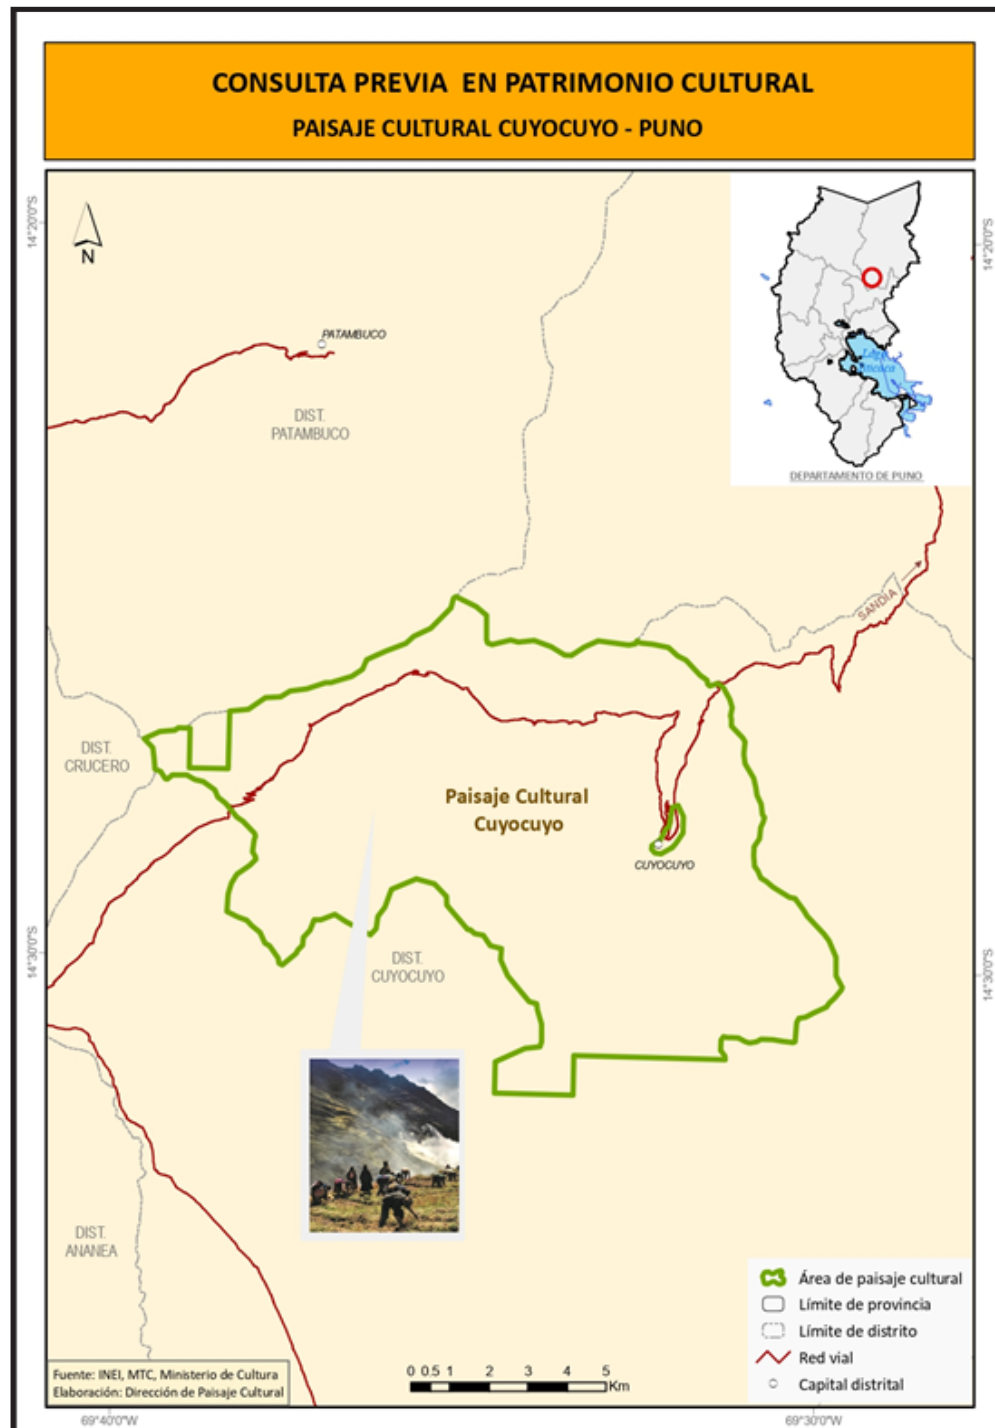 CONSULTA PREVIA EN PATRIMONIO CULTURAL
PAISAJE CULTURAL CUYOCUYO - PUNO
14°20'0"S
14°20'0"S
N
PATAMBUCO
DIST.
PATAMBUCO
Lago
Titicaca
DEPARTAMENTO DE PUNO
SANDIA
DIST.
CRUCERO
Paisaje Cultural
Cuyocuyo
CUYOCUYO
14°30'0"S
14°30'0"S
DIST.
CUYOCUYO
DIST.
ANANEA
Área de paisaje cultural
Límite de provincia
Límite de distrito
Red vial
Capital distrital
Fuente: INEI, MTC, Ministerio de Cultura
Elaboración: Dirección de Paisaje Cultural
0 0.5 1 2 3 4 5
Km
69°40'0"W
69°30'0"W